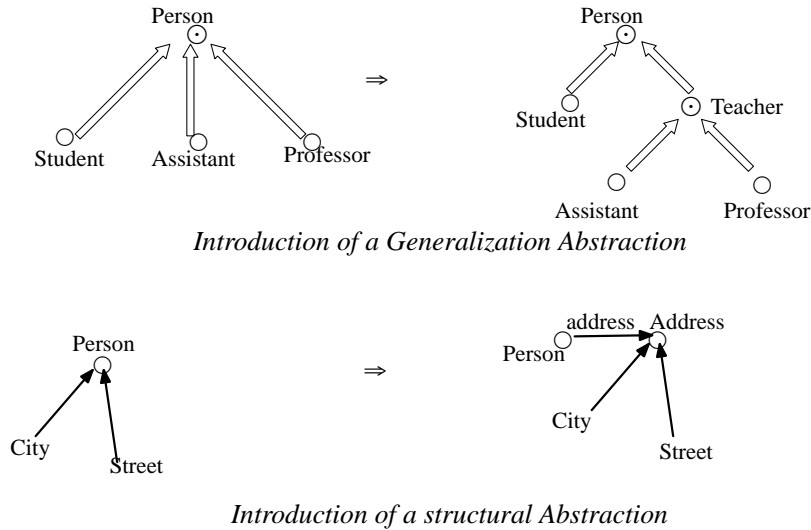 Person
Person
⇒
Student
Assistant
Professor
Student
Teacher
Assistant
Professor
Introduction of a Generalization Abstraction
Person
address
Address
Person
⇒
City
Street
City
Street
Introduction of a structural Abstraction